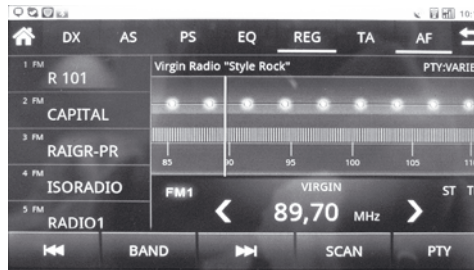 10:
DX AS PS EQ REG TA AF
1 FM R 101
Virgin Radio "Style Rock" PTY:VARIE
2 FM CAPITAL
3 FM RAIGR-PR
85 90 95 100 105 110
4 FM ISORADIO
FM1 VIRGIN ST T
89,70 MHz
5 FM RADIO1
BAND SCAN PTY